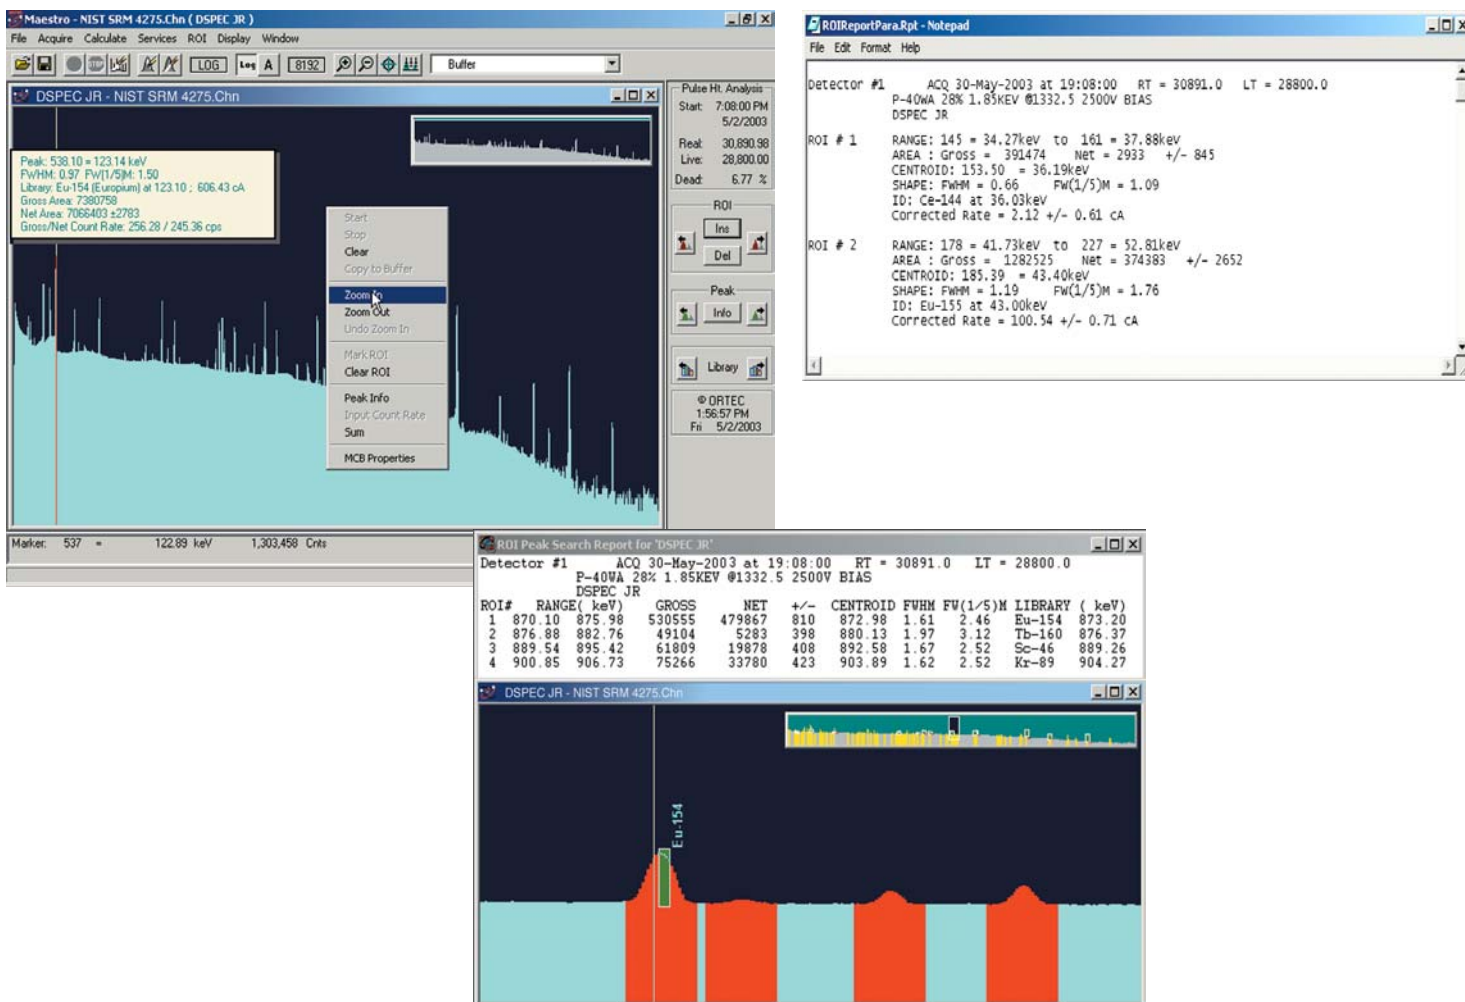 Maestro - NIST SRM 4275.Chn ( DSPEC JR )
File Acquire Calculate Services ROI Display Window
LOG Log A 8192 Buffer
DSPEC JR - NIST SRM 4275.Chn
Peak: 538.10 = 123.14 keV
FWHM: 0.97 FW(1/5)M: 1.50
Library: Eu-154 (Europium) at 123.10 ; 606.43 cA
Gross Area: 7380758
Net Area: 7066403 ±2783
Gross/Net Count Rate: 256.28 / 245.36 cps
Start
Stop
Clear
Copy to Buffer
Zoom In
Zoom Out
Undo Zoom In
Mark ROI
Clear ROI
Peak Info
Input Count Rate
Sum
MCB Properties
Pulse Ht. Analysis
Start: 7:08:00 PM
5/2/2003
Real: 30,890.98
Live: 28,800.00
Dead: 6.77 %
ROI
Ins
Del
Peak
Info
Library
© ORTEC
1:56:57 PM
Fri 5/2/2003
Marker: 537 = 122.89 keV 1,303,458 Cnts
ROIReportPara.Rpt - Notepad
File Edit Format Help
Detector #1 ACQ 30-May-2003 at 19:08:00 RT = 30891.0 LT = 28800.0
P-40WA 28% 1.85KEV @1332.5 2500V BIAS
DSPEC JR
ROI # 1 RANGE: 145 = 34.27keV to 161 = 37.88keV
AREA : Gross = 391474 Net = 2933 +/- 845
CENTROID: 153.50 = 36.19keV
SHAPE: FWHM = 0.66 FW(1/5)M = 1.09
ID: Ce-144 at 36.03keV
Corrected Rate = 2.12 +/- 0.61 cA
ROI # 2 RANGE: 178 = 41.73keV to 227 = 52.81keV
AREA : Gross = 1282525 Net = 374383 +/- 2652
CENTROID: 185.39 = 43.40keV
SHAPE: FWHM = 1.19 FW(1/5)M = 1.76
ID: Eu-155 at 43.00keV
Corrected Rate = 100.54 +/- 0.71 cA
ROI Peak Search Report for 'DSPEC JR'
Detector #1 ACQ 30-May-2003 at 19:08:00 RT = 30891.0 LT = 28800.0
P-40WA 28% 1.85KEV @1332.5 2500V BIAS
DSPEC JR
ROI# RANGE( keV) GROSS NET +/- CENTROID FWHM FW(1/5)M LIBRARY ( keV)
1 870.10 875.98 530555 479867 810 872.98 1.61 2.46 Eu-154 873.20
2 876.88 882.76 49104 5283 398 880.13 1.97 3.12 Tb-160 876.37
3 889.54 895.42 61809 19878 408 892.58 1.67 2.52 Sc-46 889.26
4 900.85 906.73 75266 33780 423 903.89 1.62 2.52 Kr-89 904.27
DSPEC JR - NIST SRM 4275.Chn
Eu-154